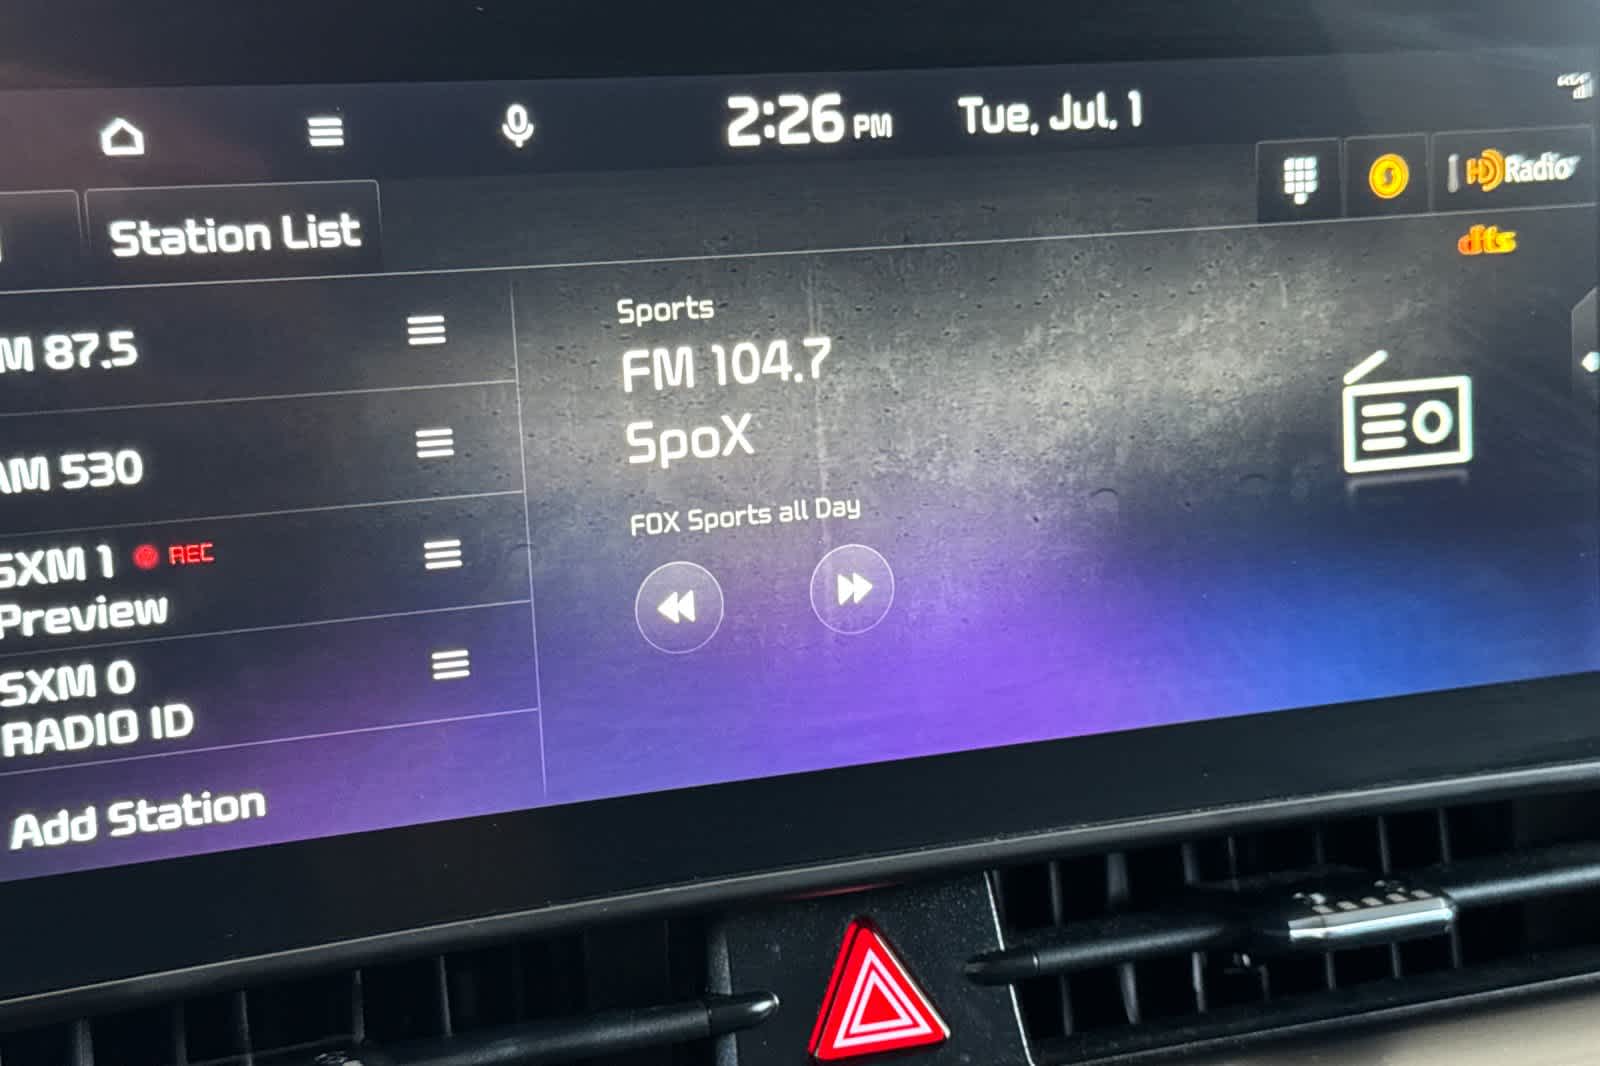 2:26 PM
Tue, Jul, 1
Station List
HD Radio
dts
M 87.5
AM 530
SXM 1 REC
Preview
SXM 0
RADIO ID
Add Station
Sports
FM 104.7
SpoX
FOX Sports all Day